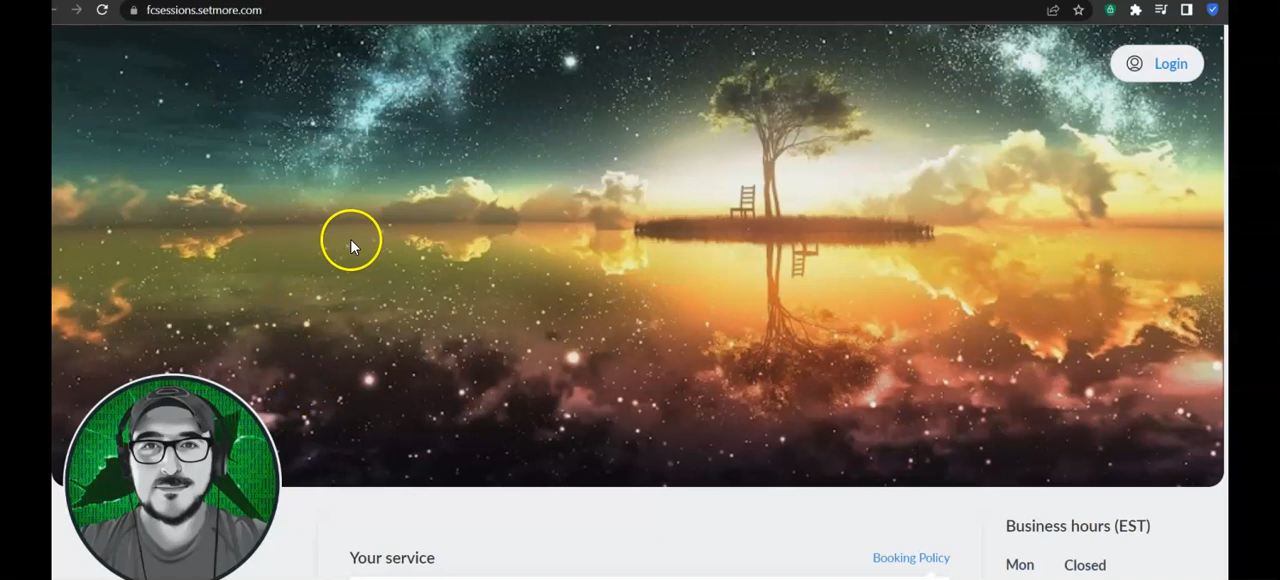 fcsessions.setmore.com
Login
Business hours (EST)
Your service
Booking Policy
Mon Closed